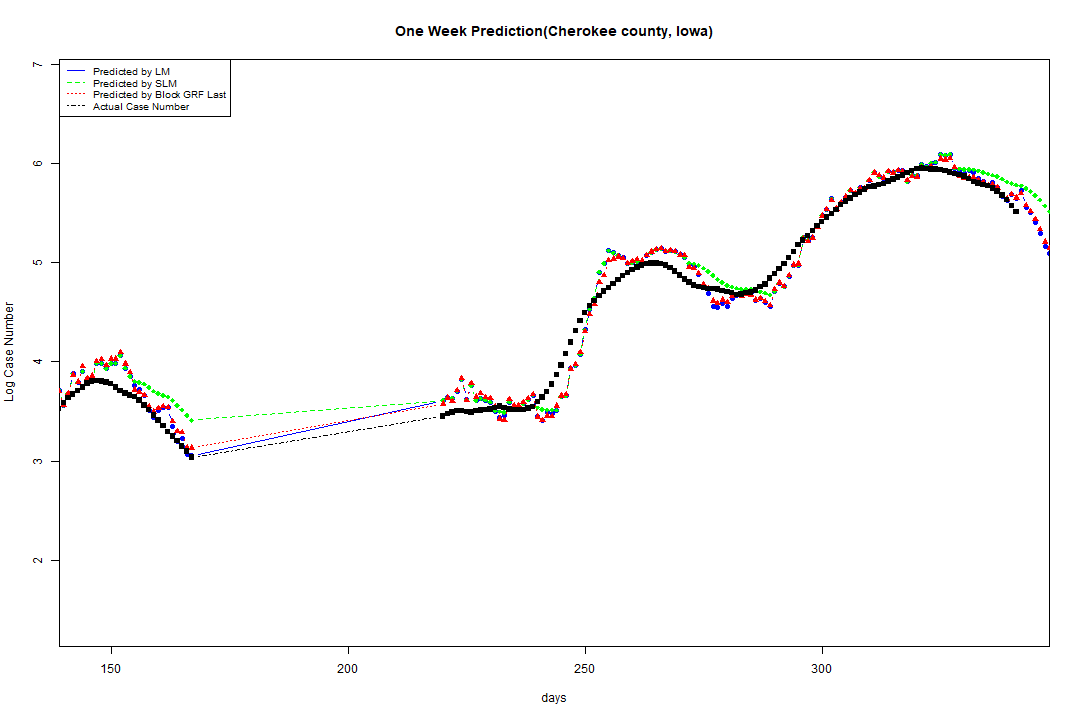 One Week Prediction(Cherokee county, Iowa)
Predicted by LM
Predicted by SLM
Predicted by Block GRF Last
Actual Case Number
7
6
5
4
3
2
Log Case Number
150 200 250 300
days